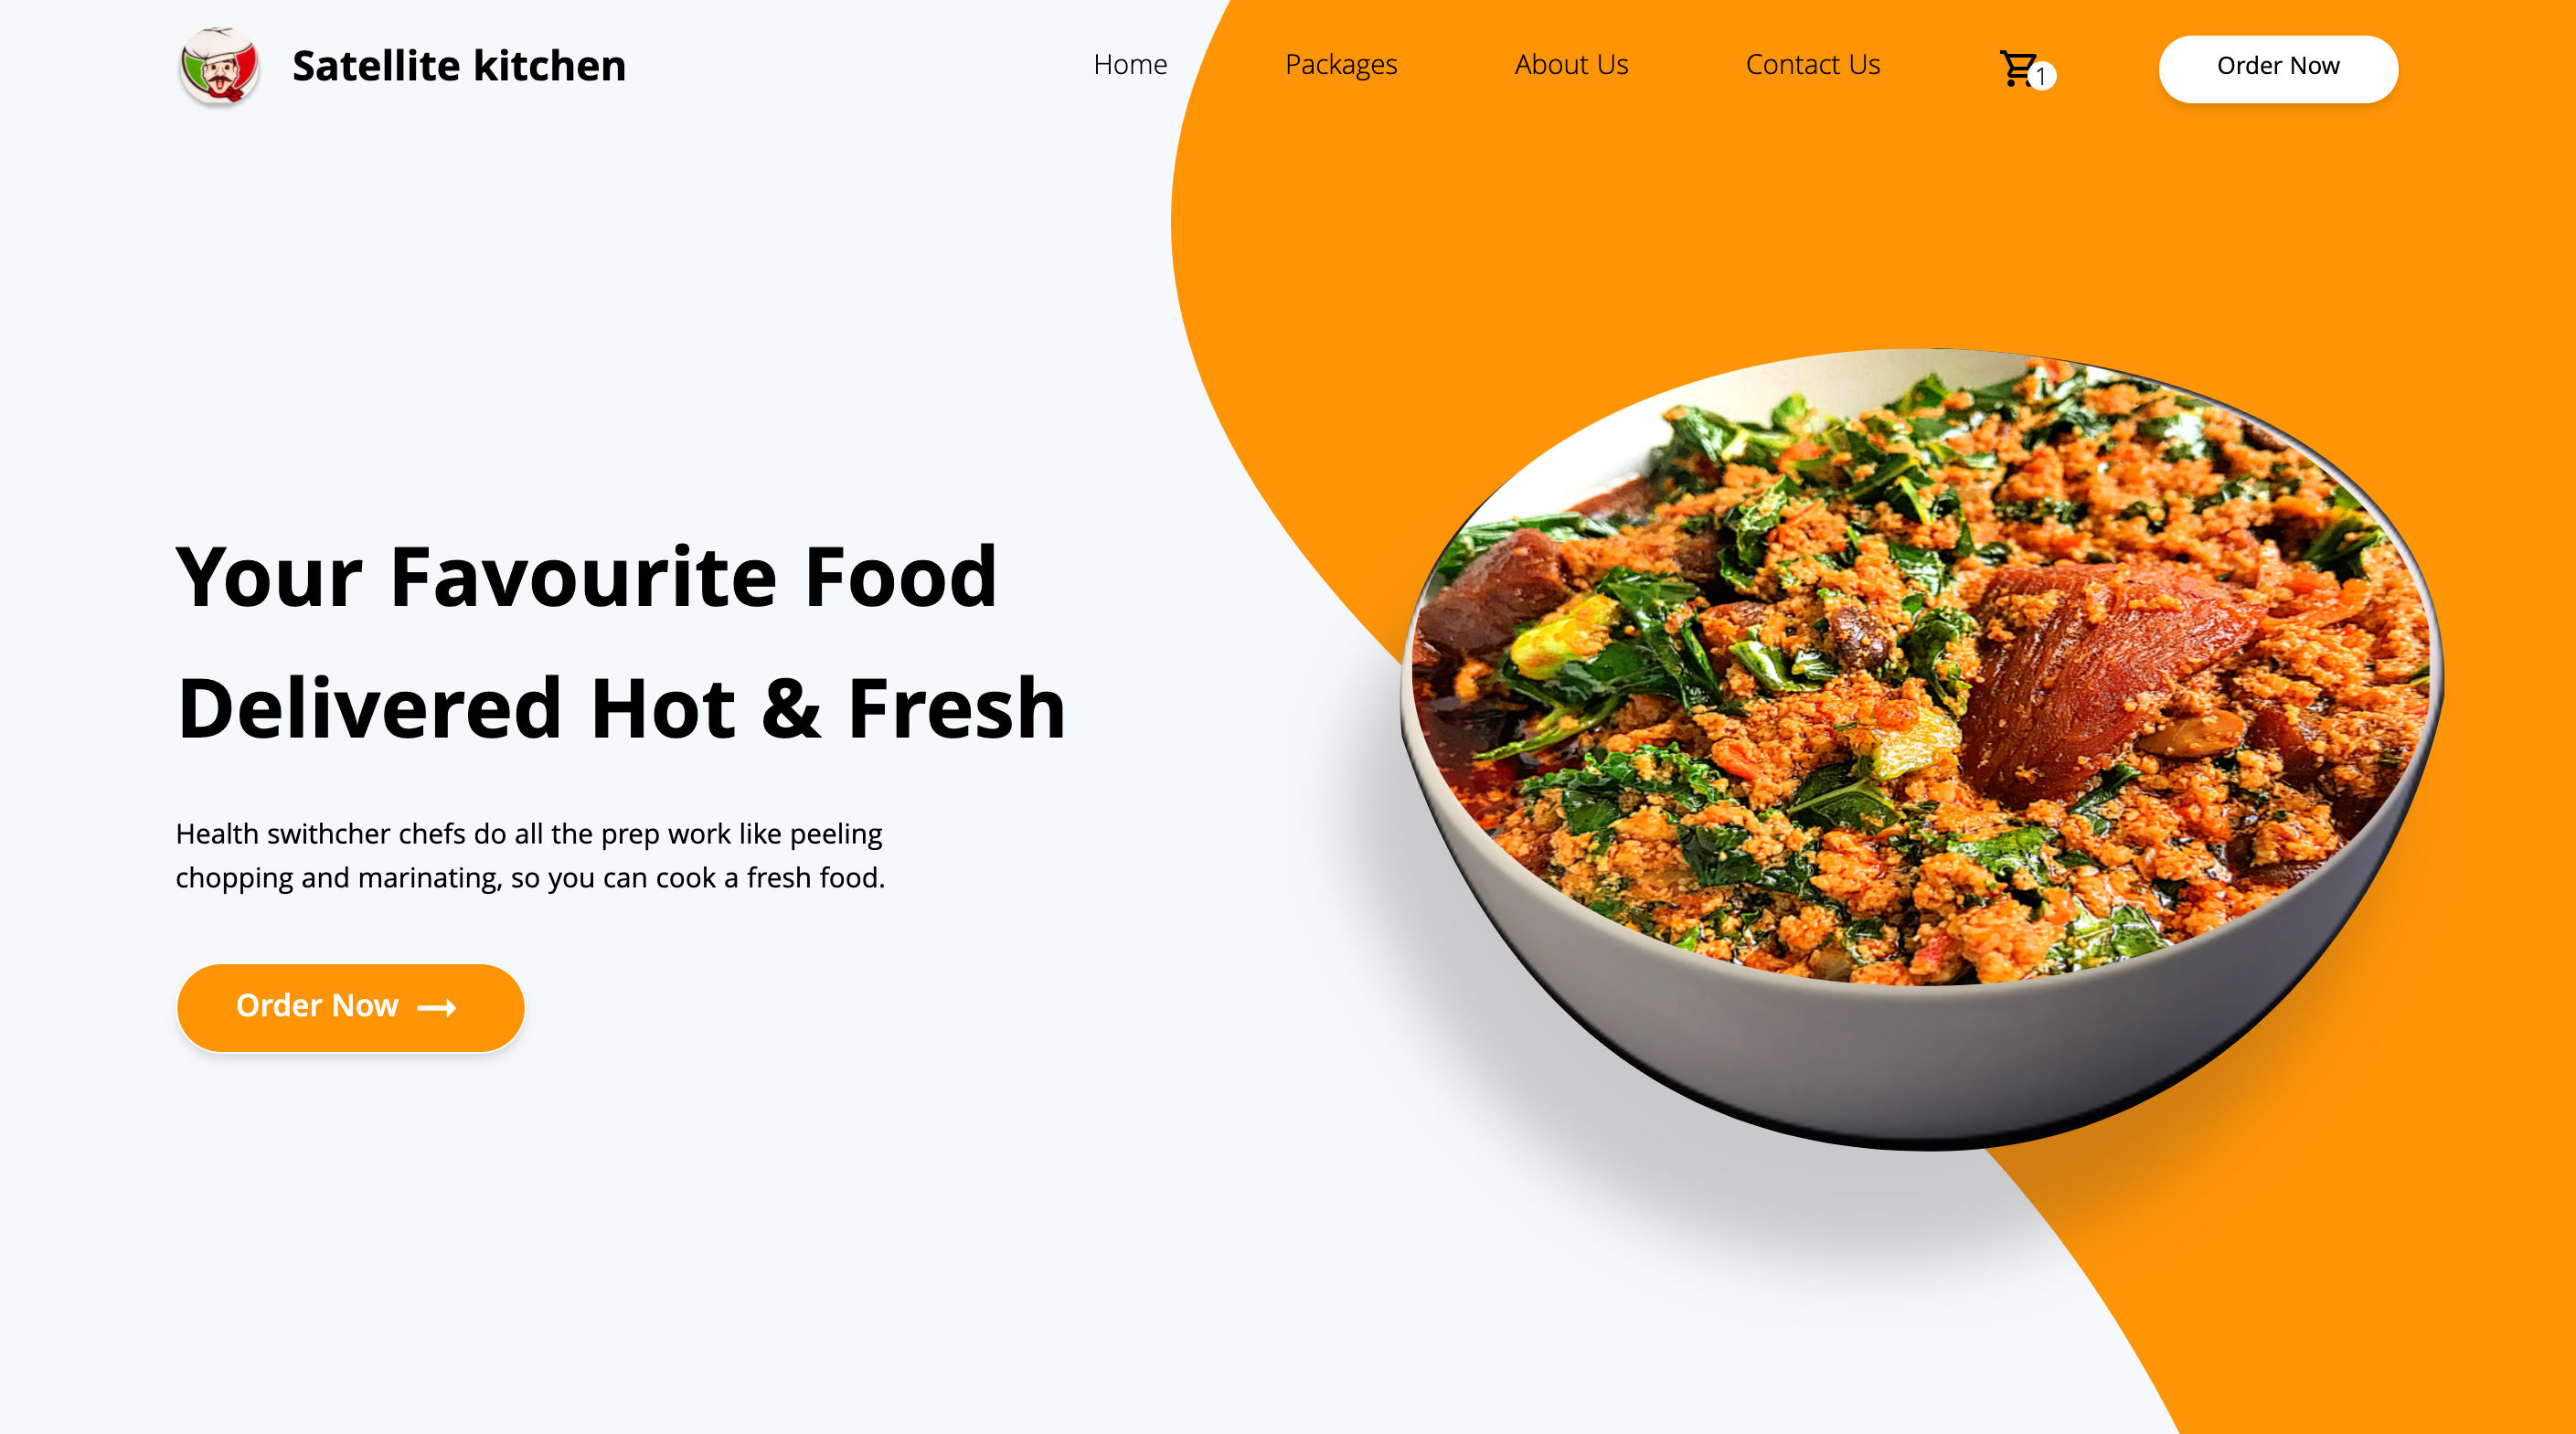 Satellite kitchen
Home
Packages
About Us
Contact Us
1
Order Now
Your Favourite Food
Delivered Hot & Fresh
Health swithcher chefs do all the prep work like peeling
chopping and marinating, so you can cook a fresh food.
Order Now